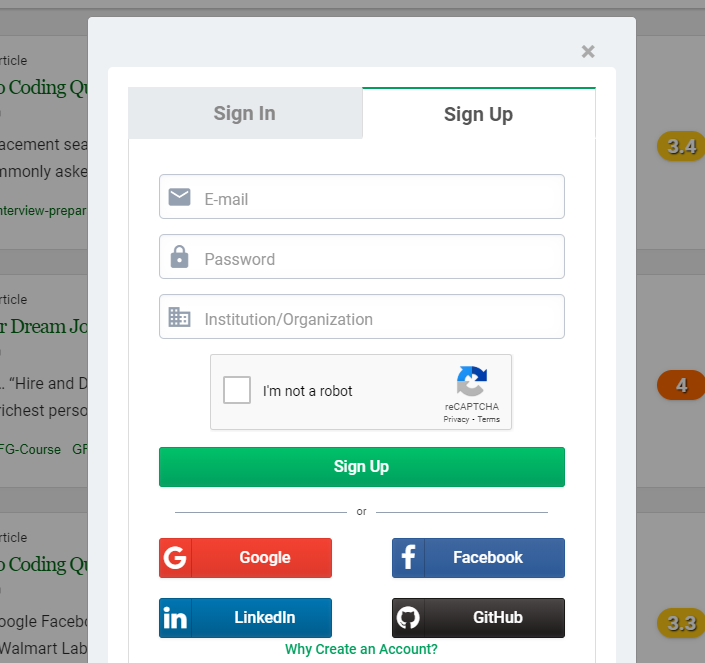 ×
rticle
o Coding Qu
acement sea
mmonly aske
nterview-prepar
3.4
rticle
r Dream Jo
.. “Hire and D
richest perso
FG-Course GF
4
rticle
o Coding Qu
oogle Facebo
Walmart Lab
3.3
Sign In
Sign Up
E-mail
Password
Institution/Organization
I'm not a robot
reCAPTCHA
Privacy - Terms
Sign Up
or
G Google
f Facebook
in LinkedIn
GitHub
Why Create an Account?